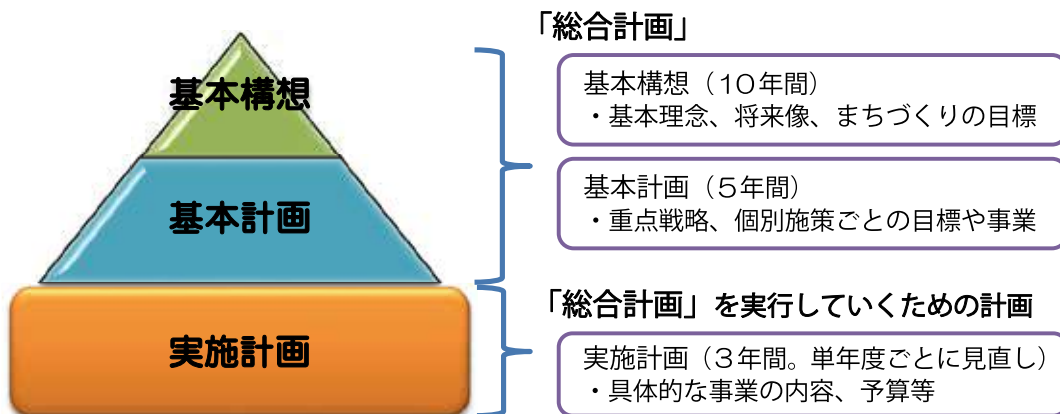 基本構想
基本計画
実施計画
「総合計画」
基本構想（１０年間）
・基本理念、将来像、まちづくりの目標
基本計画（５年間）
・重点戦略、個別施策ごとの目標や事業
「総合計画」を実行していくための計画
実施計画（３年間。単年度ごとに見直し）
・具体的な事業の内容、予算等